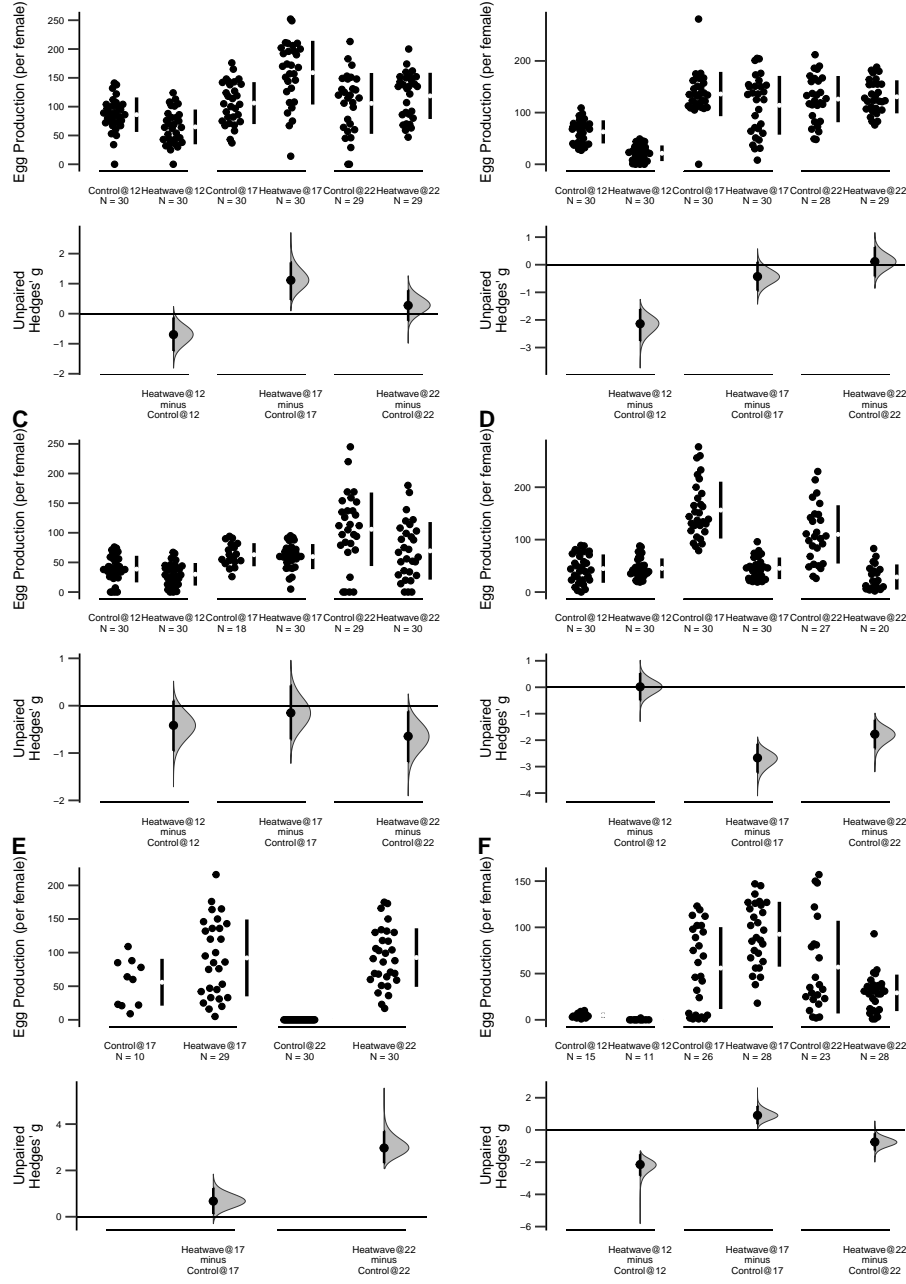 Egg Production (per female)
250
200
150
100
50
0
Control@12 Heatwave@12 Control@17 Heatwave@17 Control@22 Heatwave@22
N = 30 N = 30 N = 30 N = 30 N = 29 N = 29
Unpaired
Hedges' g
2
1
0
−1
−2
Heatwave@12 Heatwave@17 Heatwave@22
minus minus minus
Control@12 Control@17 Control@22
Egg Production (per female)
200
100
0
Control@12 Heatwave@12 Control@17 Heatwave@17 Control@22 Heatwave@22
N = 30 N = 30 N = 30 N = 30 N = 28 N = 29
Unpaired
Hedges' g
1
0
−1
−2
−3
Heatwave@12 Heatwave@17 Heatwave@22
minus minus minus
Control@12 Control@17 Control@22
C
Egg Production (per female)
250
200
150
100
50
0
Control@12 Heatwave@12 Control@17 Heatwave@17 Control@22 Heatwave@22
N = 30 N = 30 N = 18 N = 30 N = 29 N = 30
Unpaired
Hedges' g
1
0
−1
−2
Heatwave@12 Heatwave@17 Heatwave@22
minus minus minus
Control@12 Control@17 Control@22
D
Egg Production (per female)
200
100
0
Control@12 Heatwave@12 Control@17 Heatwave@17 Control@22 Heatwave@22
N = 30 N = 30 N = 30 N = 30 N = 27 N = 20
Unpaired
Hedges' g
1
0
−1
−2
−3
−4
Heatwave@12 Heatwave@17 Heatwave@22
minus minus minus
Control@12 Control@17 Control@22
E
Egg Production (per female)
200
150
100
50
0
Control@17 Heatwave@17 Control@22 Heatwave@22
N = 10 N = 29 N = 30 N = 30
Unpaired
Hedges' g
4
2
0
Heatwave@17 Heatwave@22
minus minus
Control@17 Control@22
F
Egg Production (per female)
150
100
50
0
Control@12 Heatwave@12 Control@17 Heatwave@17 Control@22 Heatwave@22
N = 15 N = 11 N = 26 N = 28 N = 23 N = 28
Unpaired
Hedges' g
2
0
−2
−4
−6
Heatwave@12 Heatwave@17 Heatwave@22
minus minus minus
Control@12 Control@17 Control@22